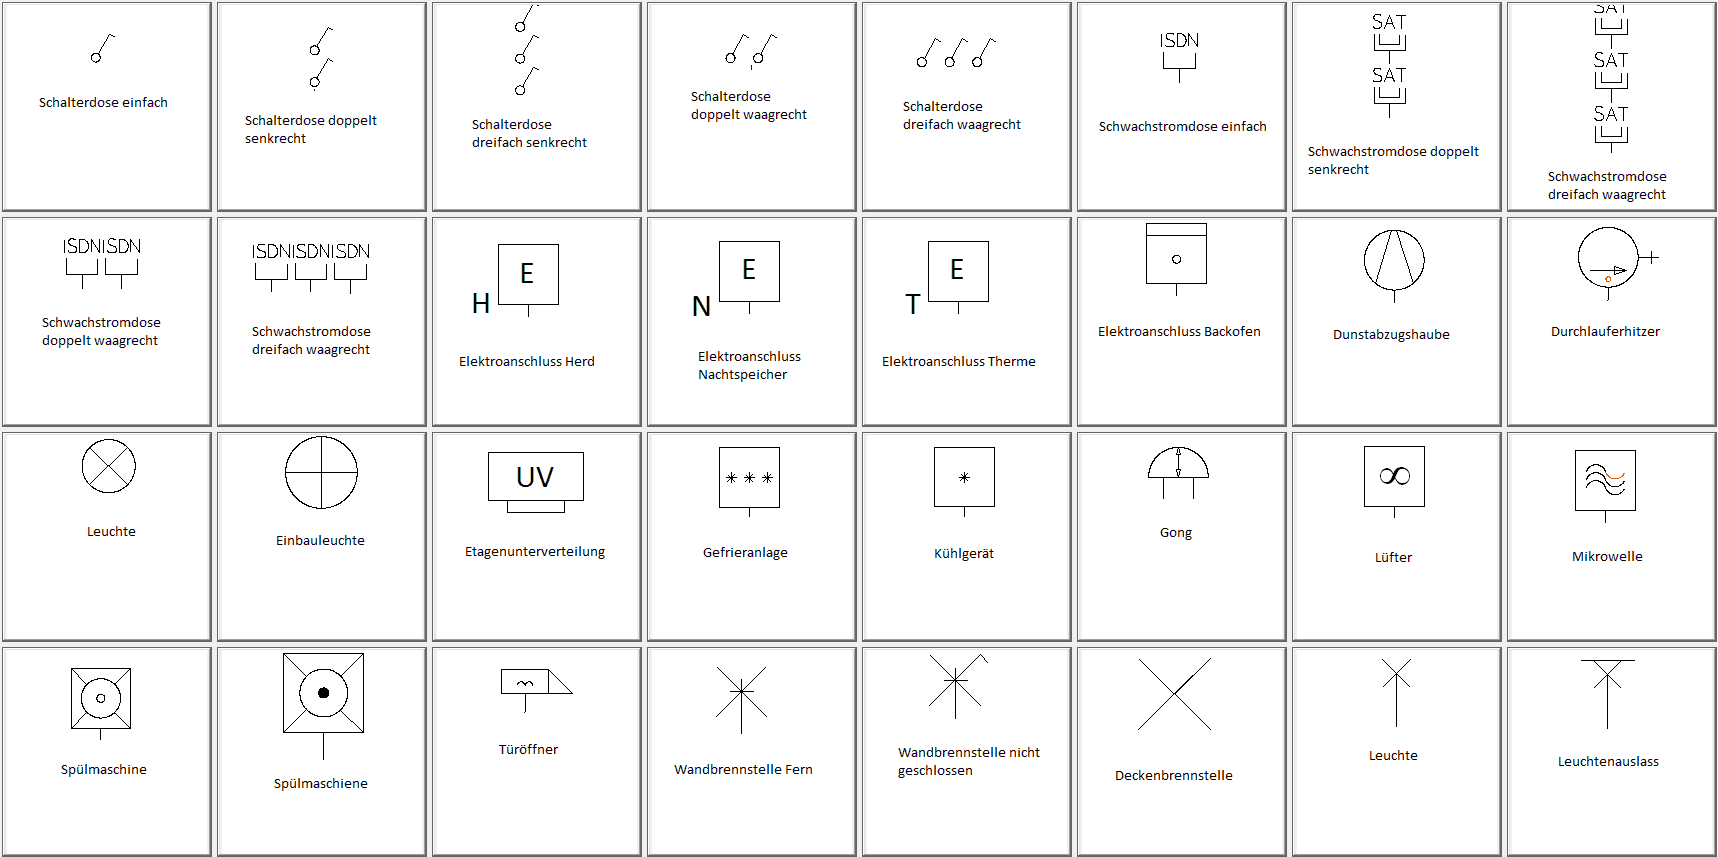 Schalterdose einfach
Schalterdose doppelt
senkrecht
Schalterdose
dreifach senkrecht
Schalterdose
doppelt waagrecht
Schalterdose
dreifach waagrecht
ISDN
Schwachstromdose einfach
SAT
SAT
Schwachstromdose doppelt
senkrecht
SAT
SAT
SAT
Schwachstromdose
dreifach waagrecht
ISDNISDN
Schwachstromdose
doppelt waagrecht
ISDNISDNISDN
Schwachstromdose
dreifach waagrecht
E
H
Elektroanschluss Herd
E
N
Elektroanschluss
Nachtspeicher
E
T
Elektroanschluss Therme
Elektroanschluss Backofen
Dunstabzugshaube
Durchlauferhitzer
Leuchte
Einbauleuchte
UV
Etagenunterverteilung
Gefrieranlage
Kühlgerät
Gong
Lüfter
Mikrowelle
Spülmaschine
Spülmaschiene
Türöffner
Wandbrennstelle Fern
Wandbrennstelle nicht
geschlossen
Deckenbrennstelle
Leuchte
Leuchtenauslass